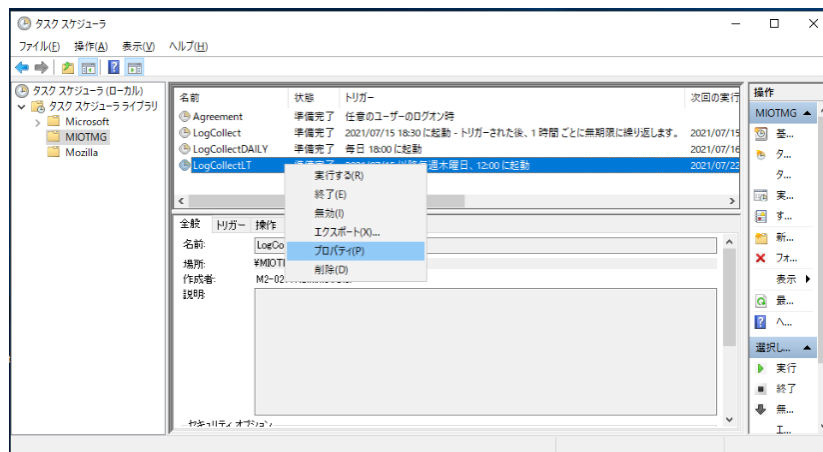 タスク スケジューラ
ファイル(F) 操作(A) 表示(V) ヘルプ(H)
タスク スケジューラ (ローカル)
タスク スケジューラ ライブラリ
Microsoft
MIOTMG
Mozilla
名前 状態 トリガー 次回の実行
Agreement 準備完了 任意のユーザーのログオン時
LogCollect 準備完了 2021/07/15 18:30 に起動 - トリガーされた後、1 時間 ごとに無期限に繰り返します。 2021/07/15
LogCollectDAILY 準備完了 毎日 18:00 に起動 2021/07/16
LogCollectLT 毎週木曜日、12:00 に起動 2021/07/22
実行する(R)
終了(E)
無効(I)
エクスポート(X)...
プロパティ(P)
削除(D)
全般 トリガー 操作
名前: LogCo
場所: ¥MIOT
作成者: M2-02
説明:
セキュリティ オプション
操作
MIOTMG
基...
タ...
タ...
実...
す...
新...
フォ...
表示
最...
ヘ...
選択し...
実行
終了
無...
エ...